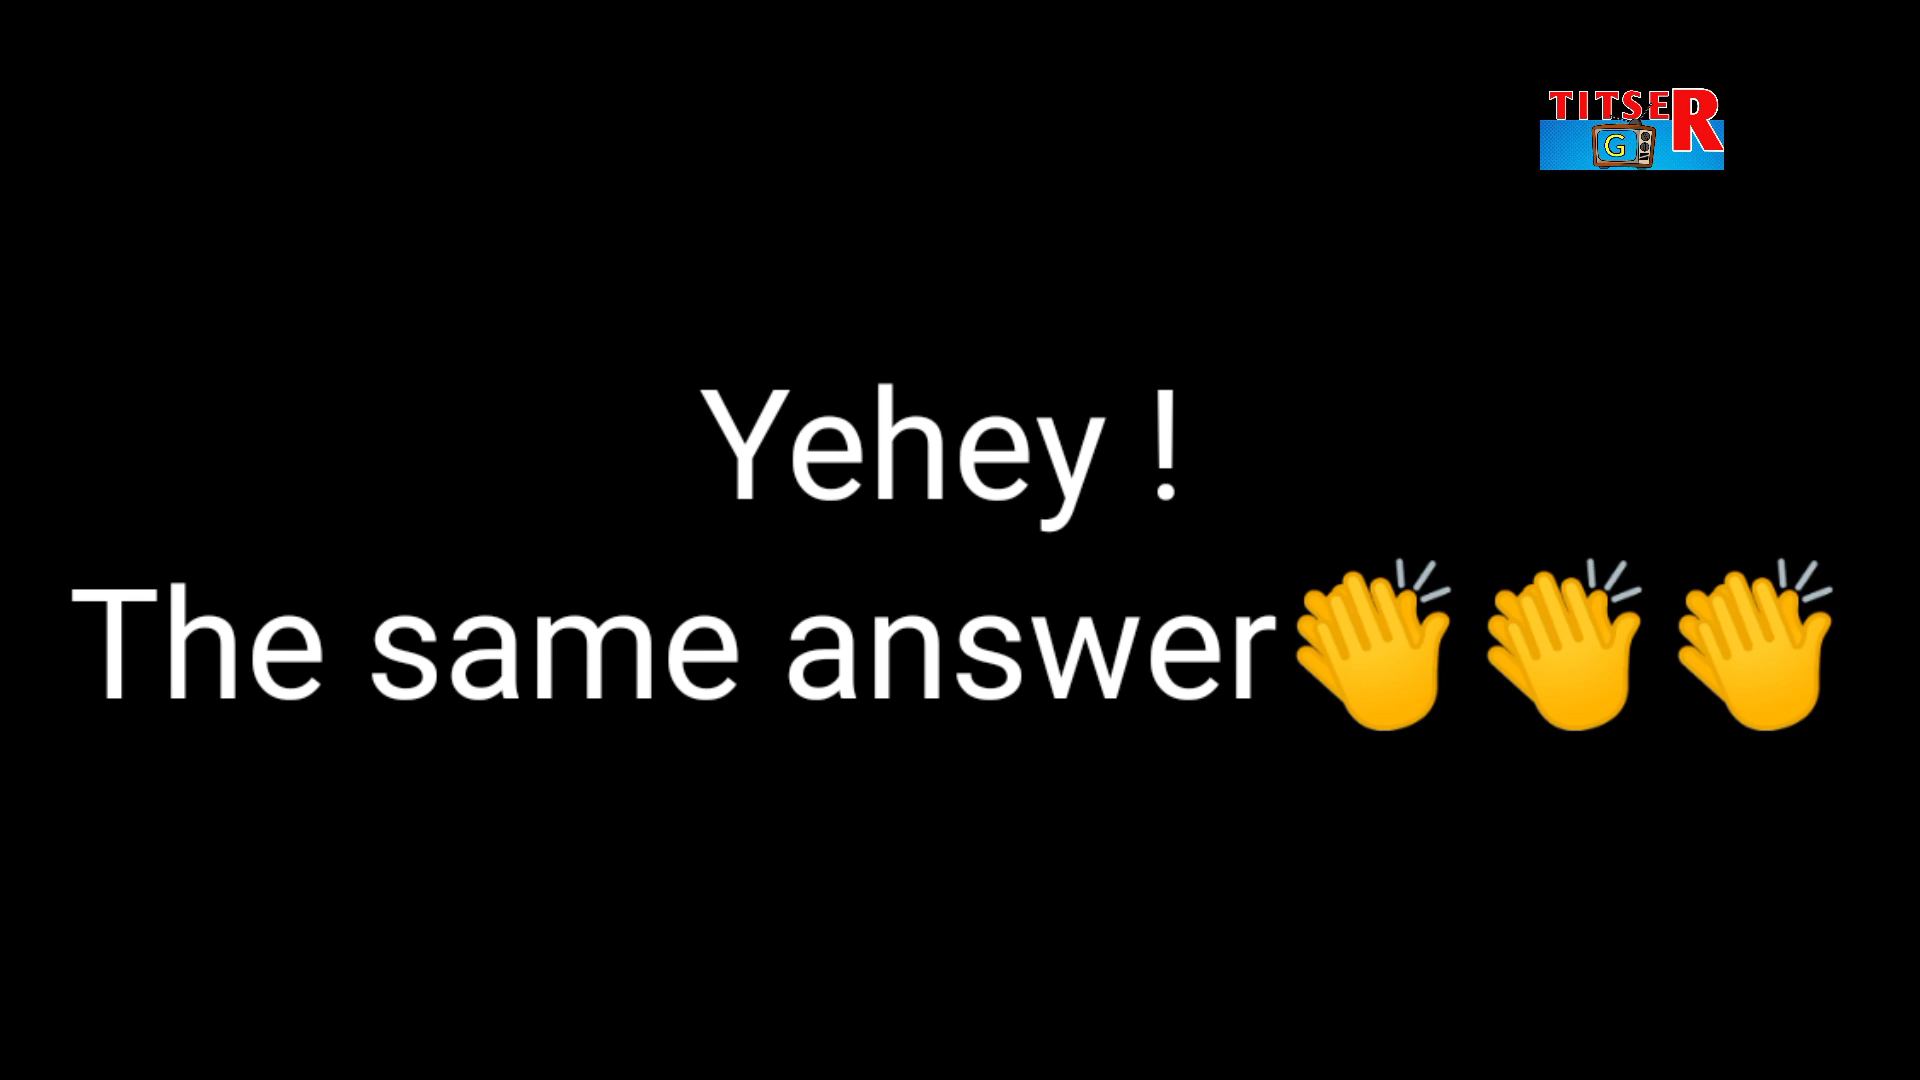 TITSER
G
Yehey !
The same answer👏👏👏